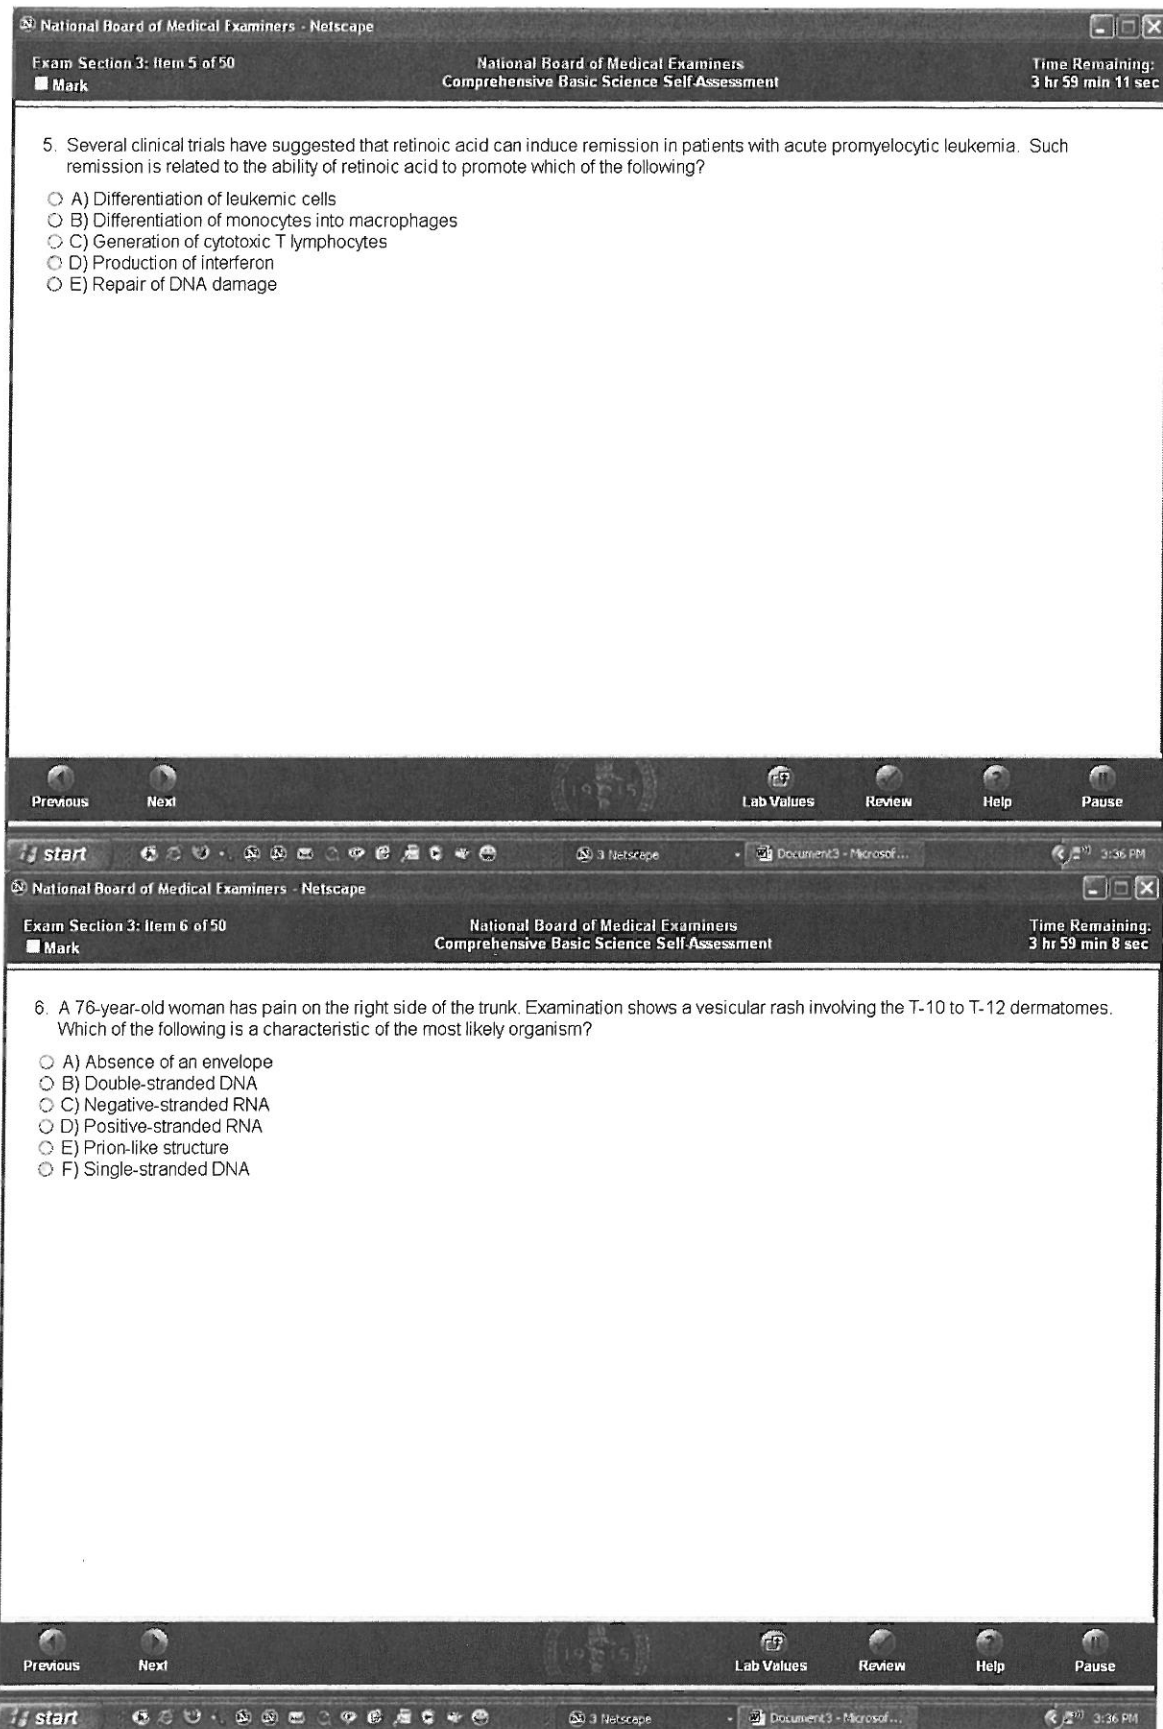 National Board of Medical Examiners - Netscape
Exam Section 3: Item 5 of 50
National Board of Medical Examiners
Time Remaining:
Mark
Comprehensive Basic Science Self-Assessment
3 hr 59 min 11 sec
5. Several clinical trials have suggested that retinoic acid can induce remission in patients with acute promyelocytic leukemia. Such
remission is related to the ability of retinoic acid to promote which of the following?
A) Differentiation of leukemic cells
B) Differentiation of monocytes into macrophages
C) Generation of cytotoxic T lymphocytes
D) Production of interferon
E) Repair of DNA damage
1915
Previous
Next
Lab Values
Review
Help
Pause
start
3 Netscape
Document3 - Microsof...
3:36 PM
National Board of Medical Examiners - Netscape
Exam Section 3: Item 6 of 50
National Board of Medical Examiners
Time Remaining:
Mark
Comprehensive Basic Science Self-Assessment
3 hr 59 min 8 sec
6. A 76-year-old woman has pain on the right side of the trunk. Examination shows a vesicular rash involving the T-10 to T-12 dermatomes.
Which of the following is a characteristic of the most likely organism?
A) Absence of an envelope
B) Double-stranded DNA
C) Negative-stranded RNA
D) Positive-stranded RNA
E) Prion-like structure
F) Single-stranded DNA
1915
Previous
Next
Lab Values
Review
Help
Pause
start
3 Netscape
Document3 - Microsof...
3:36 PM